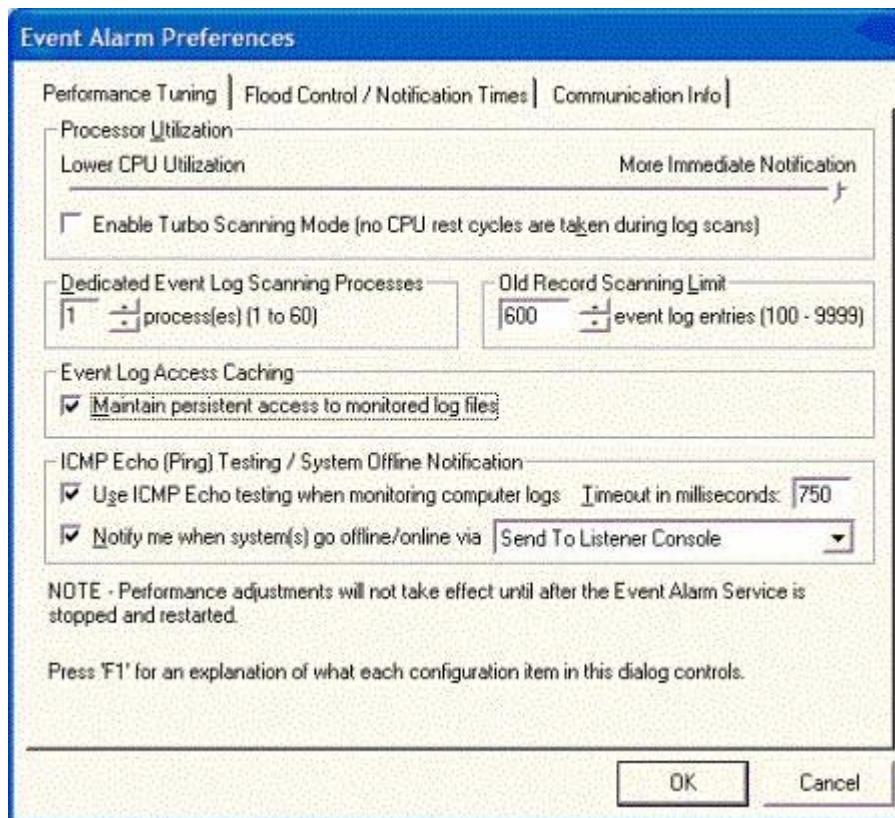 Event Alarm Preferences
Performance Tuning Flood Control / Notification Times Communication Info
Processor Utilization
Lower CPU Utilization More Immediate Notification
Enable Turbo Scanning Mode (no CPU rest cycles are taken during log scans)
Dedicated Event Log Scanning Processes Old Record Scanning Limit
1 process(es) (1 to 60) 600 event log entries (100 - 9999)
Event Log Access Caching
Maintain persistent access to monitored log files
ICMP Echo (Ping) Testing / System Offline Notification
Use ICMP Echo testing when monitoring computer logs Timeout in milliseconds: 750
Notify me when system(s) go offline/online via Send To Listener Console
NOTE - Performance adjustments will not take effect until after the Event Alarm Service is
stopped and restarted.
Press 'F1' for an explanation of what each configuration item in this dialog controls.
OK Cancel